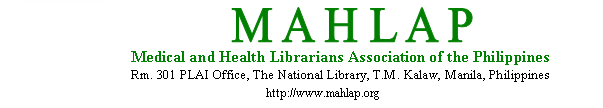 MAHLAP
Medical and Health Librarians Association of the Philippines
Rm. 301 PLAI Office, The National Library, T.M. Kalaw, Manila, Philippines
http://www.mahlap.org